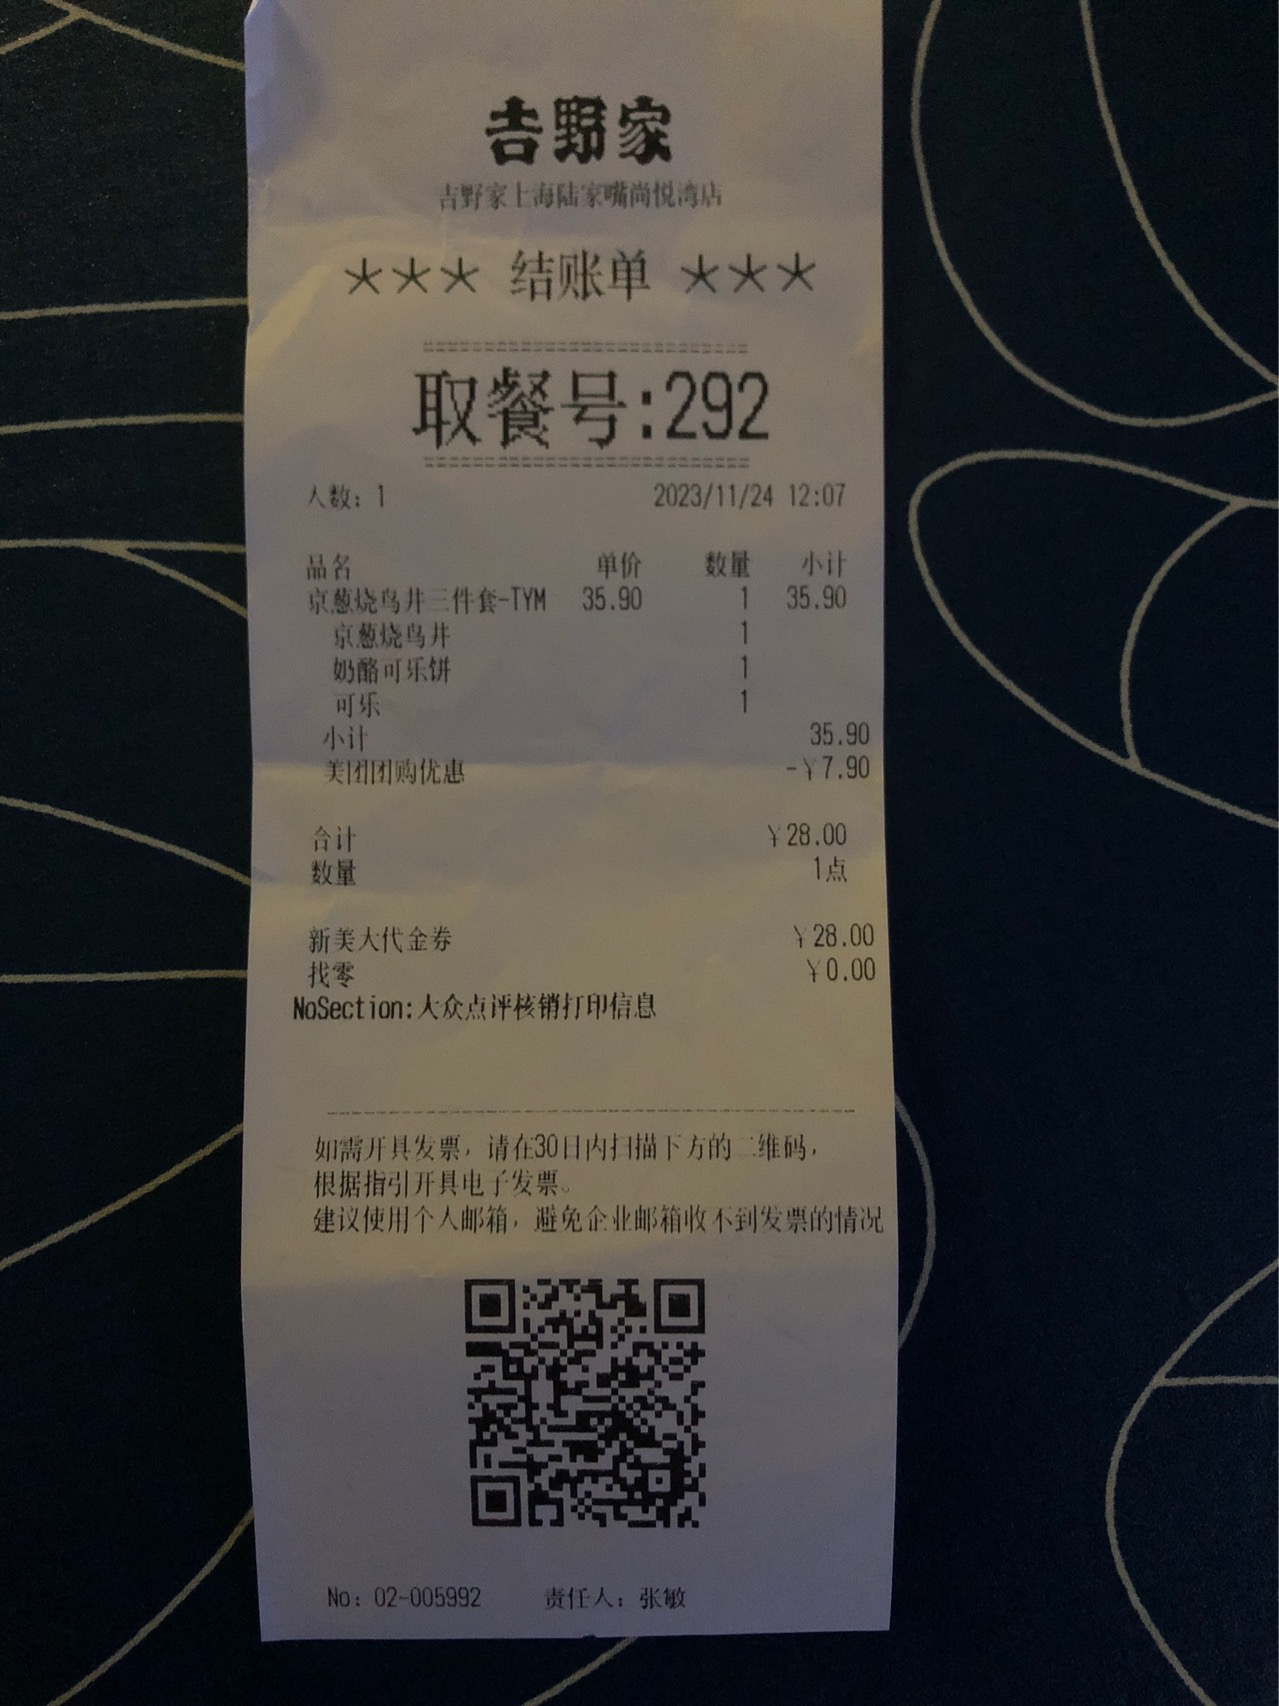 吉野家
吉野家上海陆家嘴尚悦湾店
*** 结账单 ***
===========================
取餐号:292
===========================
人数: 1 2023/11/24 12:07
品名 单价 数量 小计
京葱烧鸟井三件套-TYM 35.90 1 35.90
京葱烧鸟井 1
奶酪可乐饼 1
可乐 1
小计 35.90
美团团购优惠 -¥7.90
合计 ¥28.00
数量 1点
新美大代金券 ¥28.00
找零 ¥0.00
NoSection:大众点评核销打印信息
如需开具发票，请在30日内扫描下方的二维码，
根据指引开具电子发票。
建议使用个人邮箱，避免企业邮箱收不到发票的情况
No: 02-005992 责任人: 张敏